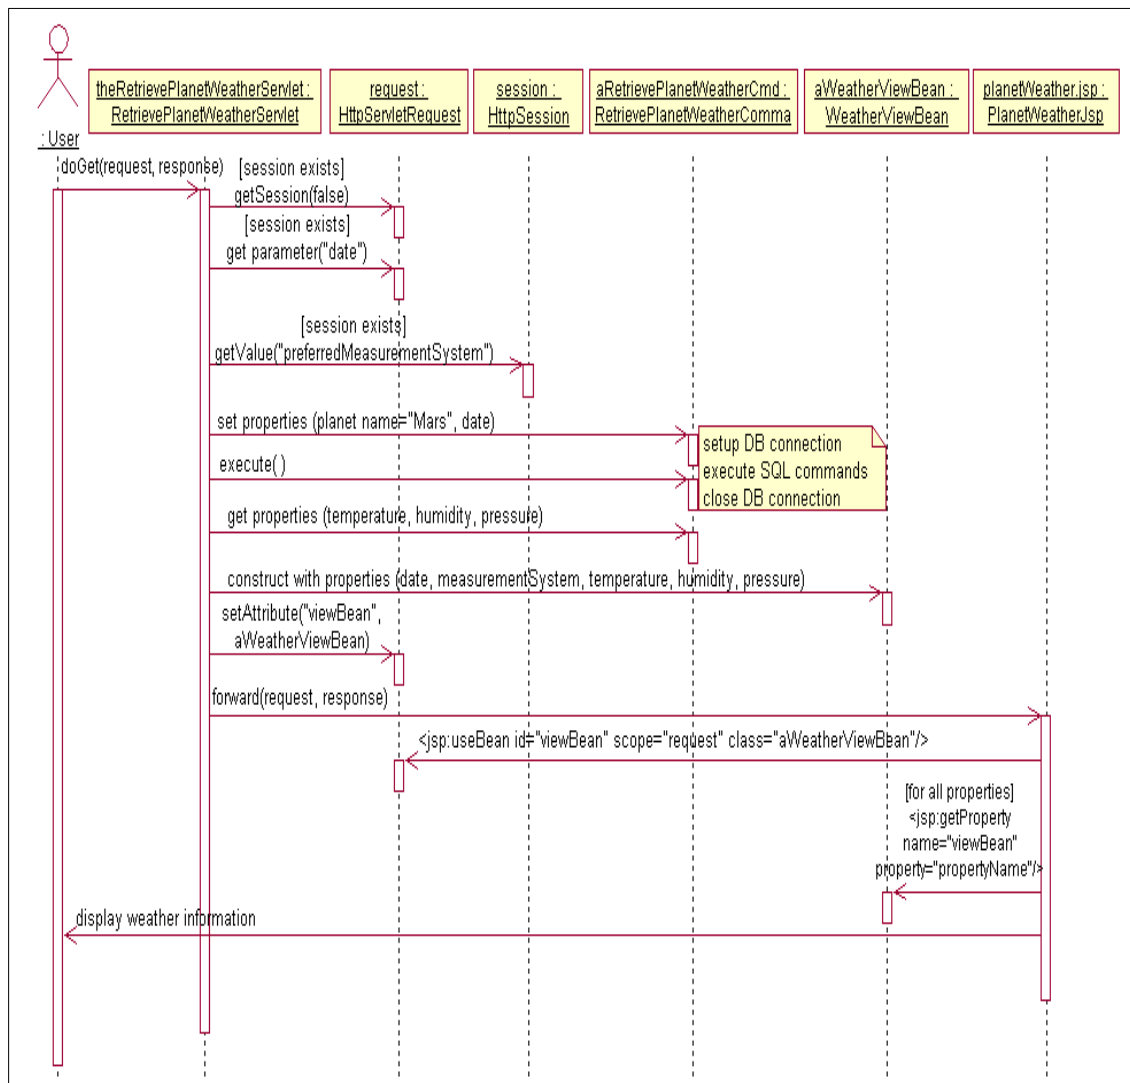 theRetrievePlanetWeatherServlet :
RetrievePlanetWeatherServlet
request :
HttpServletRequest
session :
HttpSession
aRetrievePlanetWeatherCmd :
RetrievePlanetWeatherComma
aWeatherViewBean :
WeatherViewBean
planetWeather.jsp :
PlanetWeatherJsp
: User
doGet(request, response)
[session exists]
getSession(false)
[session exists]
get parameter("date")
[session exists]
getValue("preferredMeasurementSystem")
set properties (planet name="Mars", date)
setup DB connection
execute SQL commands
close DB connection
execute( )
get properties (temperature, humidity, pressure)
construct with properties (date, measurementSystem, temperature, humidity, pressure)
setAttribute("viewBean",
aWeatherViewBean)
forward(request, response)
<jsp:useBean id="viewBean" scope="request" class="aWeatherViewBean"/>
[for all properties]
<jsp:getProperty
name="viewBean"
property="propertyName"/>
display weather information